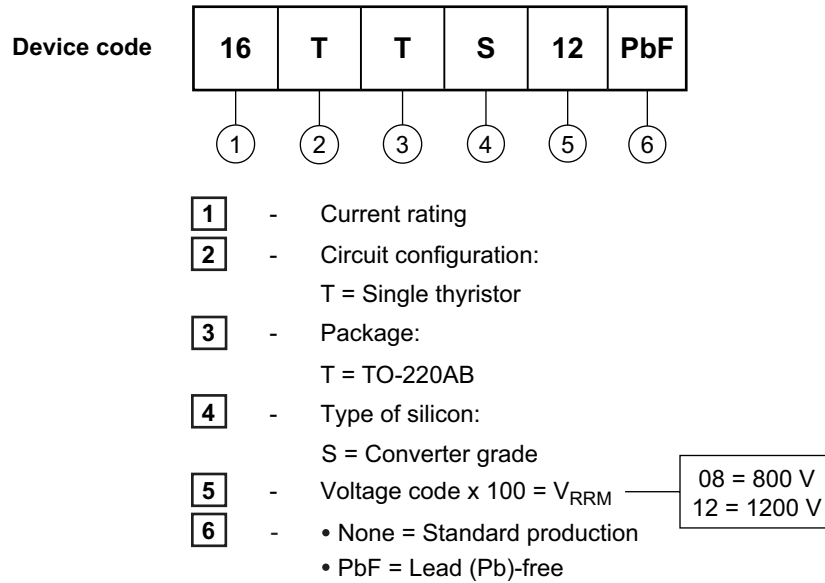 Device code 16 T T S 12 PbF
1 2 3 4 5 6
1 - Current rating
2 - Circuit configuration:
T = Single thyristor
3 - Package:
T = TO-220AB
4 - Type of silicon:
S = Converter grade
5 - Voltage code x 100 = VRRM
08 = 800 V
12 = 1200 V
6 - • None = Standard production
• PbF = Lead (Pb)-free